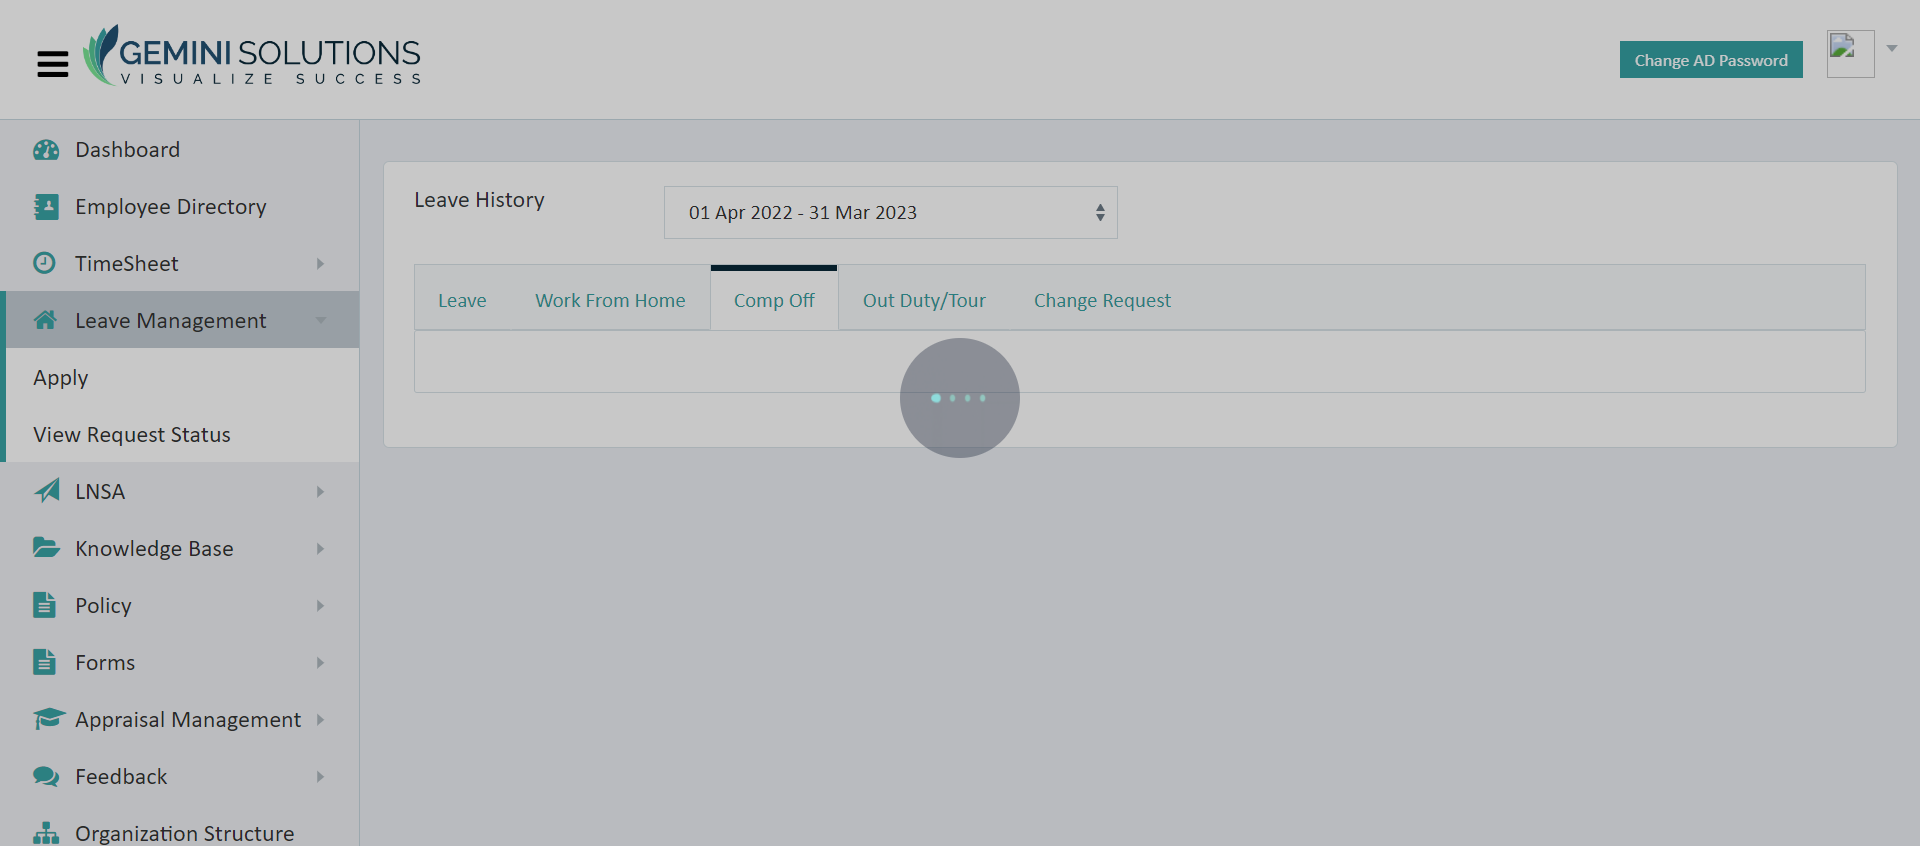 GEMINI SOLUTIONS
VISUALIZE SUCCESS
Change AD Password
Dashboard
Employee Directory
TimeSheet
Leave Management
Apply
View Request Status
LNSA
Knowledge Base
Policy
Forms
Appraisal Management
Feedback
Organization Structure
Leave History
01 Apr 2022 - 31 Mar 2023
Leave
Work From Home
Comp Off
Out Duty/Tour
Change Request